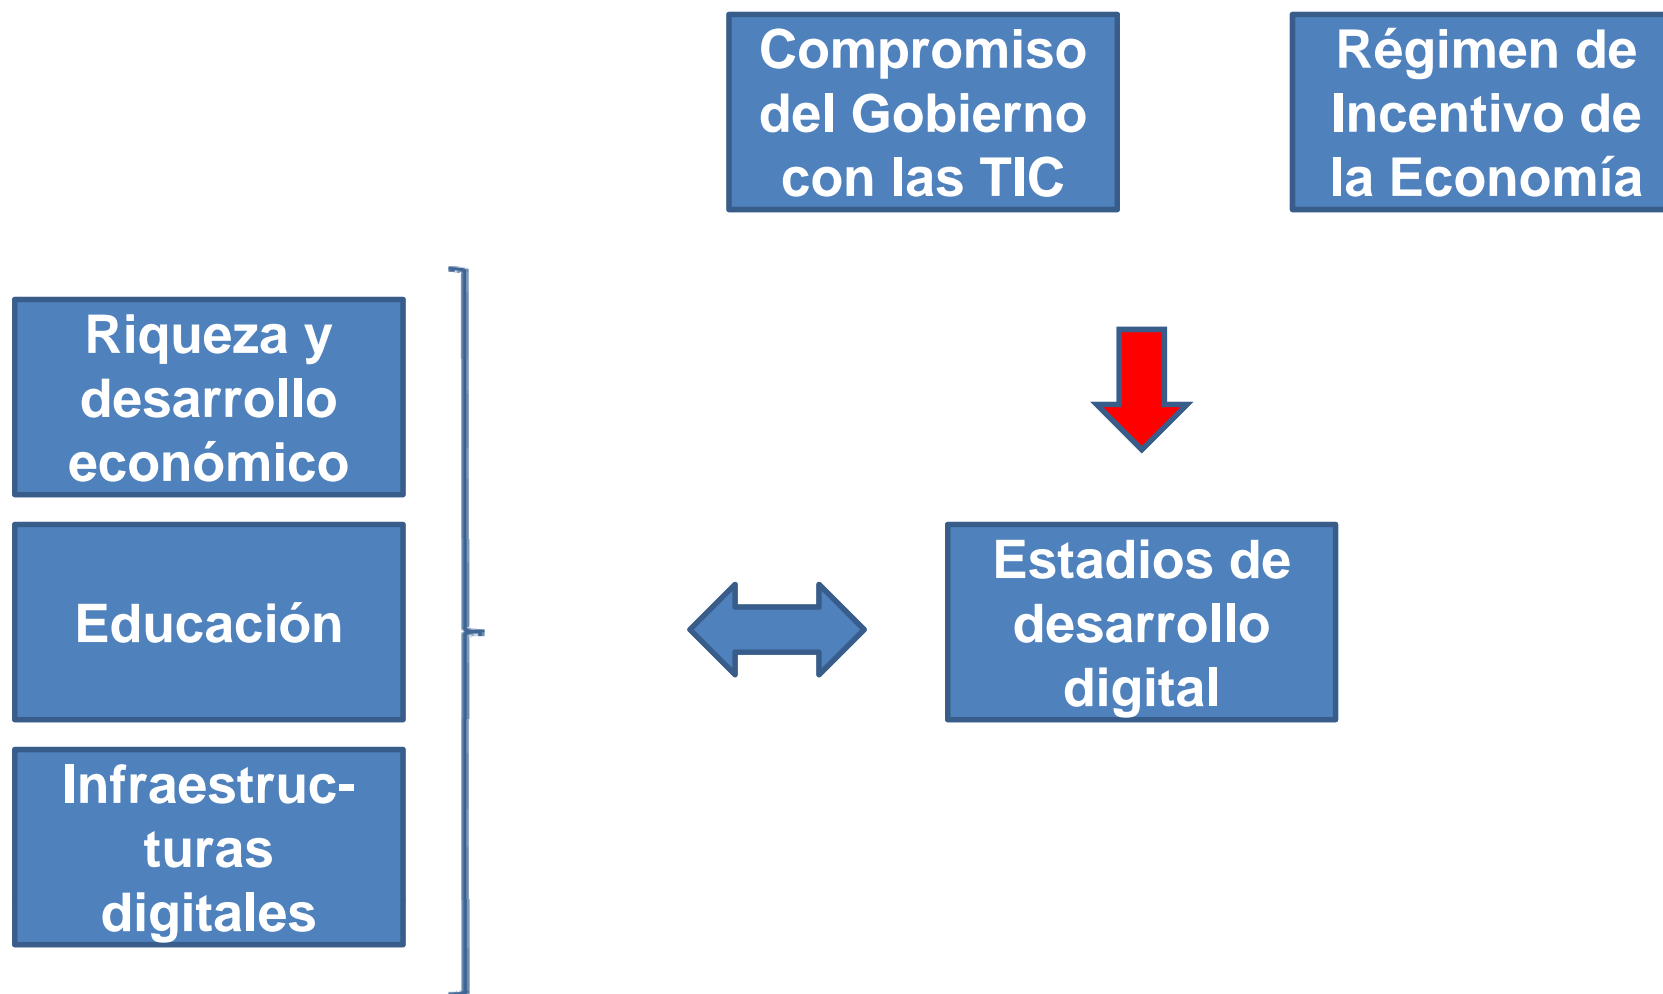 Compromiso
del Gobierno
con las TIC
Régimen de
Incentivo de
la Economía
Riqueza y
desarrollo
económico
Educación
Infraestruc-
turas
digitales
Estadios de
desarrollo
digital